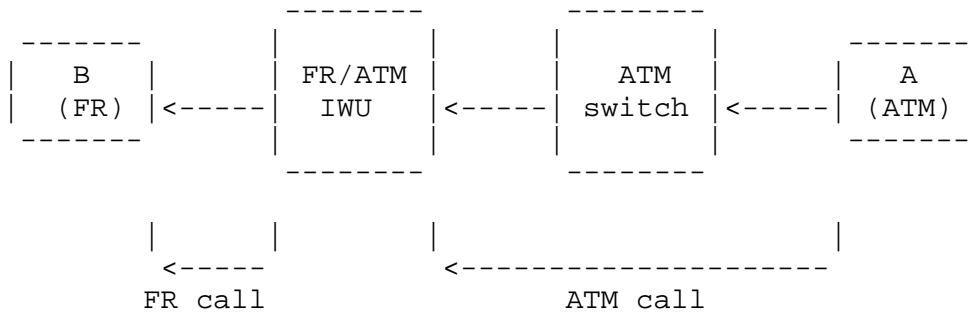 B FR/ATM ATM A
(FR) IWU switch (ATM)
FR call ATM call